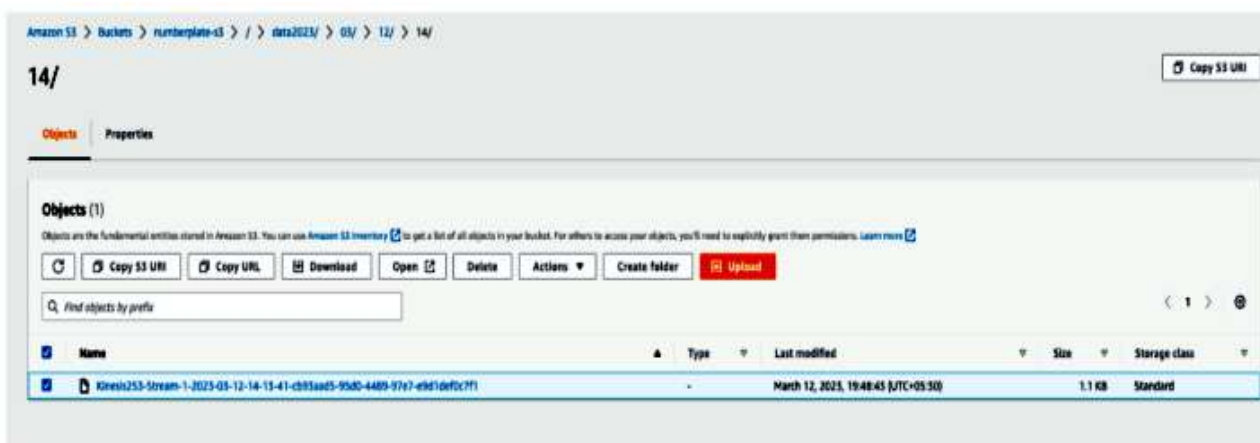 Amazon S3 > Buckets > numberplate-s3 > / > data2023/ > 03/ > 12/ > 14/
14/
Copy S3 URI
Objects Properties
Objects (1)
Objects are the fundamental entities stored in Amazon S3. You can use Amazon S3 Inventory to get a list of all objects in your bucket. For others to access your objects, you'll need to explicitly grant them permissions. Learn more
Copy S3 URI Copy URL Download Open Delete Actions Create folder Upload
Find objects by prefix
1
Name Type Last modified Size Storage class
- March 12, 2023, 19:48:45 (UTC+05:30) 1.1 KB Standard